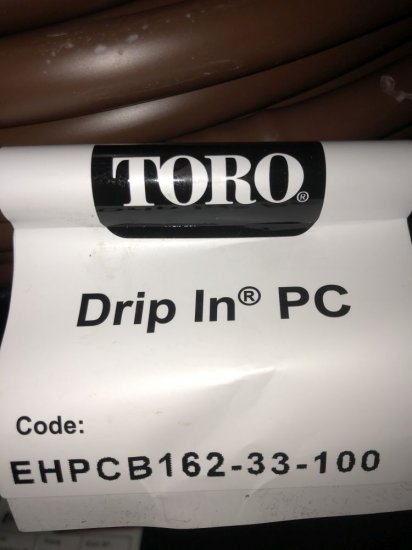 TORO®
Drip In® PC
Code:
EHPCB162-33-100